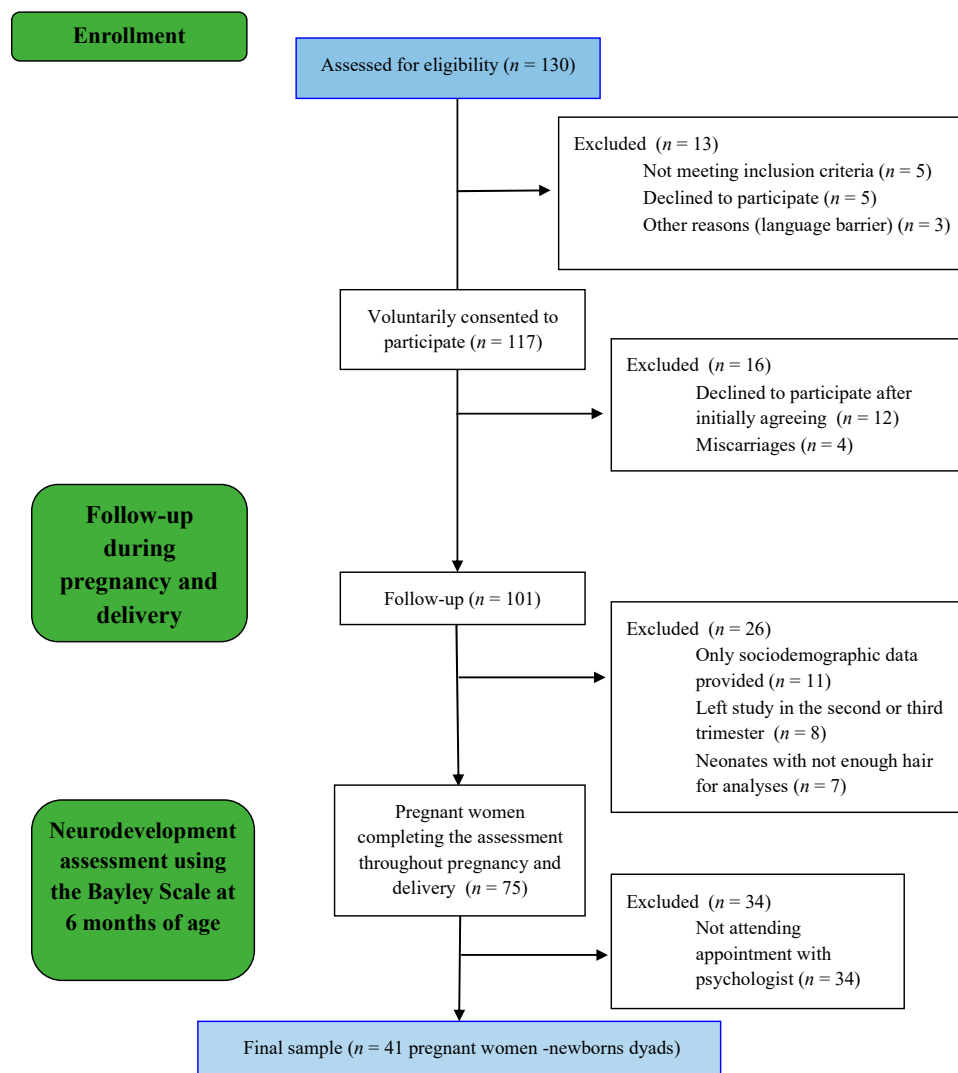 Enrollment
Assessed for eligibility (n = 130)
Excluded (n = 13)
Not meeting inclusion criteria (n = 5)
Declined to participate (n = 5)
Other reasons (language barrier) (n = 3)
Voluntarily consented to
participate (n = 117)
Excluded (n = 16)
Declined to participate after
initially agreeing (n = 12)
Miscarriages (n = 4)
Follow-up
during
pregnancy and
delivery
Follow-up (n = 101)
Excluded (n = 26)
Only sociodemographic data
provided (n = 11)
Left study in the second or third
trimester (n = 8)
Neonates with not enough hair
for analyses (n = 7)
Neurodevelopment
assessment using
the Bayley Scale at
6 months of age
Pregnant women
completing the assessment
throughout pregnancy and
delivery (n = 75)
Excluded (n = 34)
Not attending
appointment with
psychologist (n = 34)
Final sample (n = 41 pregnant women -newborns dyads)